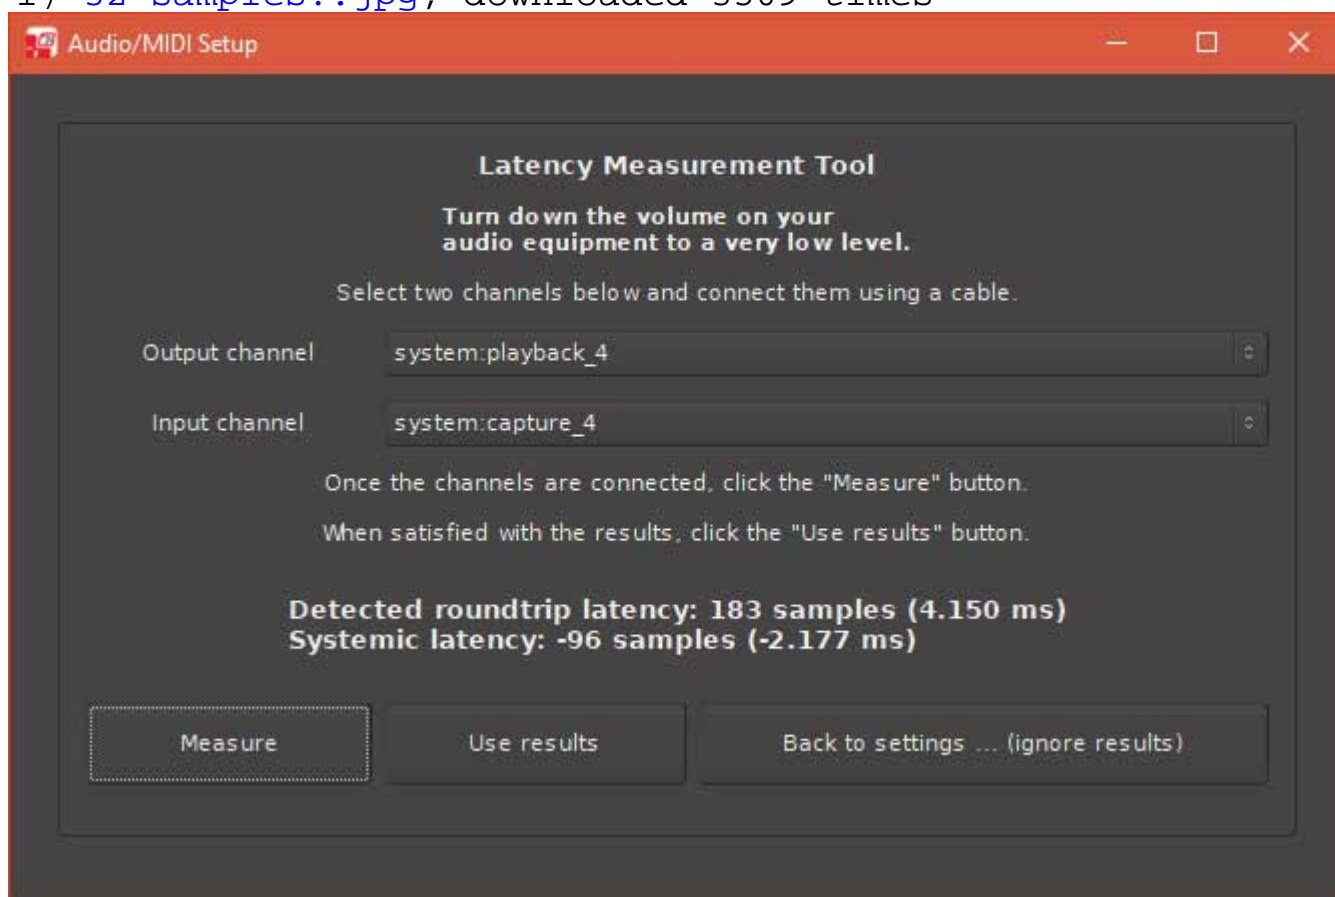 Audio/MIDI Setup
Latency Measurement Tool
Turn down the volume on your
audio equipment to a very low level.
Select two channels below and connect them using a cable.
Output channel system:playback_4
Input channel system:capture_4
Once the channels are connected, click the "Measure" button.
When satisfied with the results, click the "Use results" button.
Detected roundtrip latency: 183 samples (4.150 ms)
Systemic latency: -96 samples (-2.177 ms)
Measure Use results Back to settings ... (ignore results)